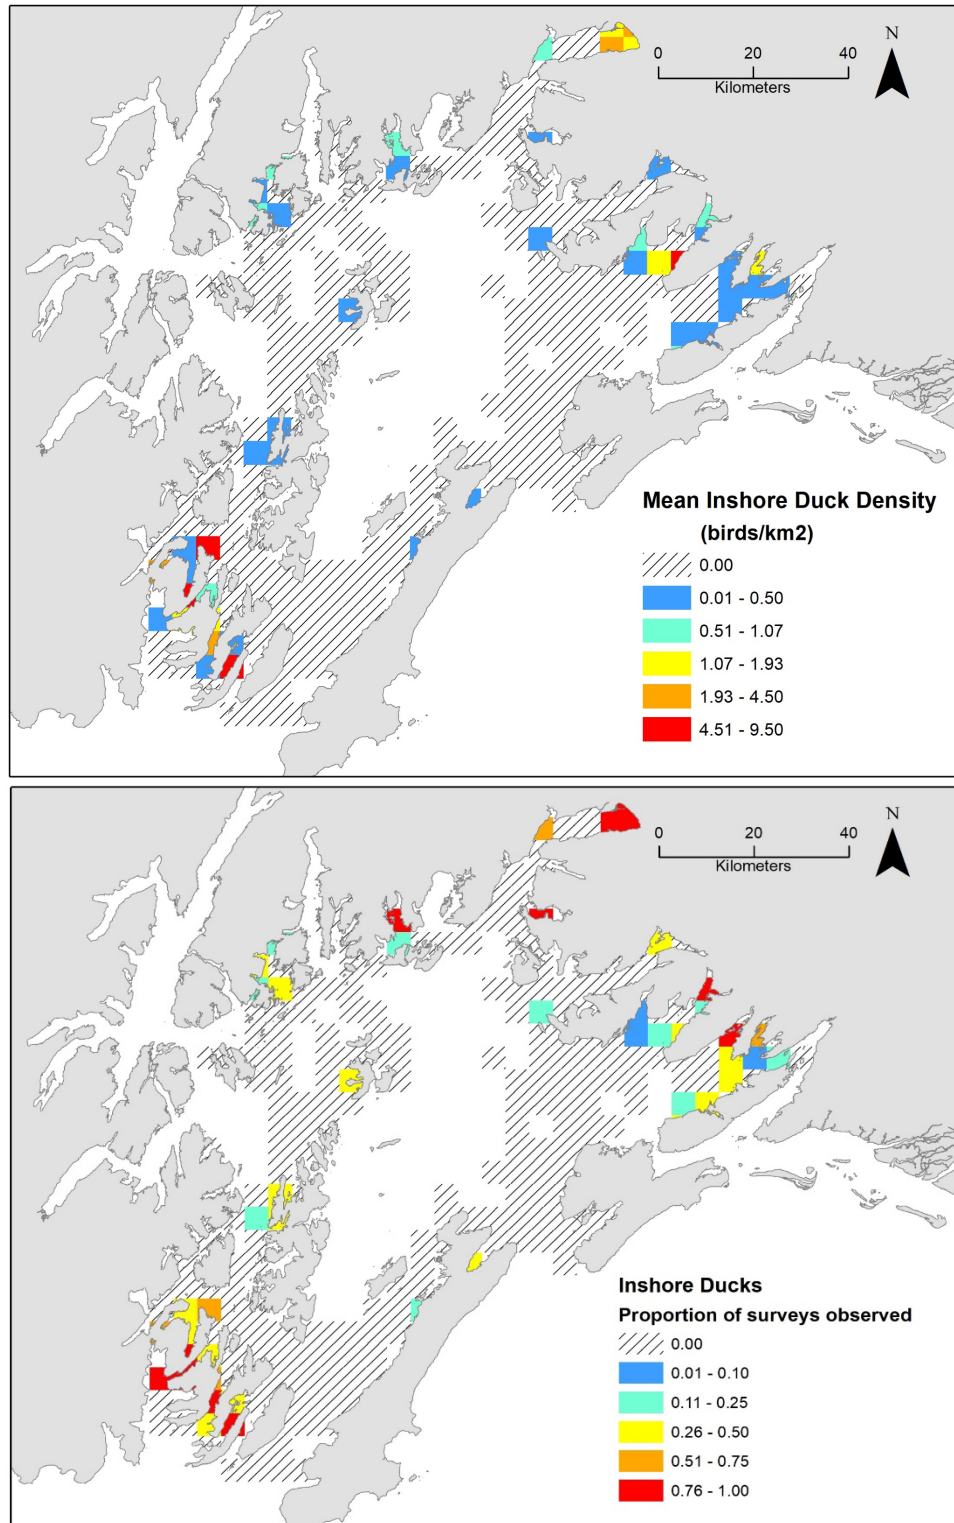 N
0 20 40
Kilometers
Mean Inshore Duck Density
(birds/km2)
0.00
0.01 - 0.50
0.51 - 1.07
1.07 - 1.93
1.93 - 4.50
4.51 - 9.50
N
0 20 40
Kilometers
Inshore Ducks
Proportion of surveys observed
0.00
0.01 - 0.10
0.11 - 0.25
0.26 - 0.50
0.51 - 0.75
0.76 - 1.00